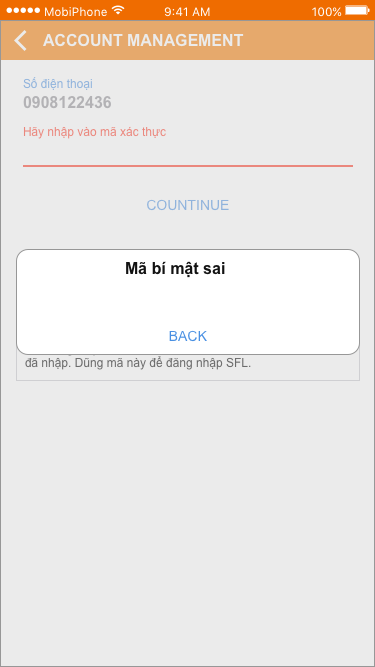 MobiPhone 9:41 AM 100%
ACCOUNT MANAGEMENT
Số điện thoại
0908122436
Hãy nhập vào mã xác thực
COUNTINUE
Mã bí mật sai
BACK
đã nhập. Dũng mã này để đăng nhập SFL.